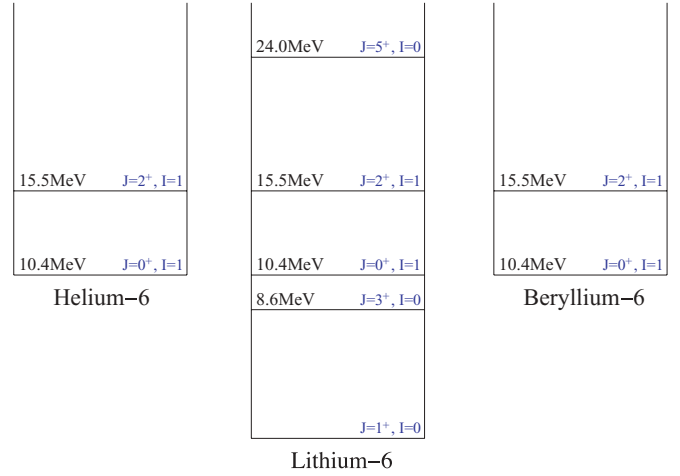 24.0MeV J=5⁺, I=0
15.5MeV J=2⁺, I=1
10.4MeV J=0⁺, I=1
Helium−6
15.5MeV J=2⁺, I=1
10.4MeV J=0⁺, I=1
8.6MeV J=3⁺, I=0
J=1⁺, I=0
Lithium−6
15.5MeV J=2⁺, I=1
10.4MeV J=0⁺, I=1
Beryllium−6